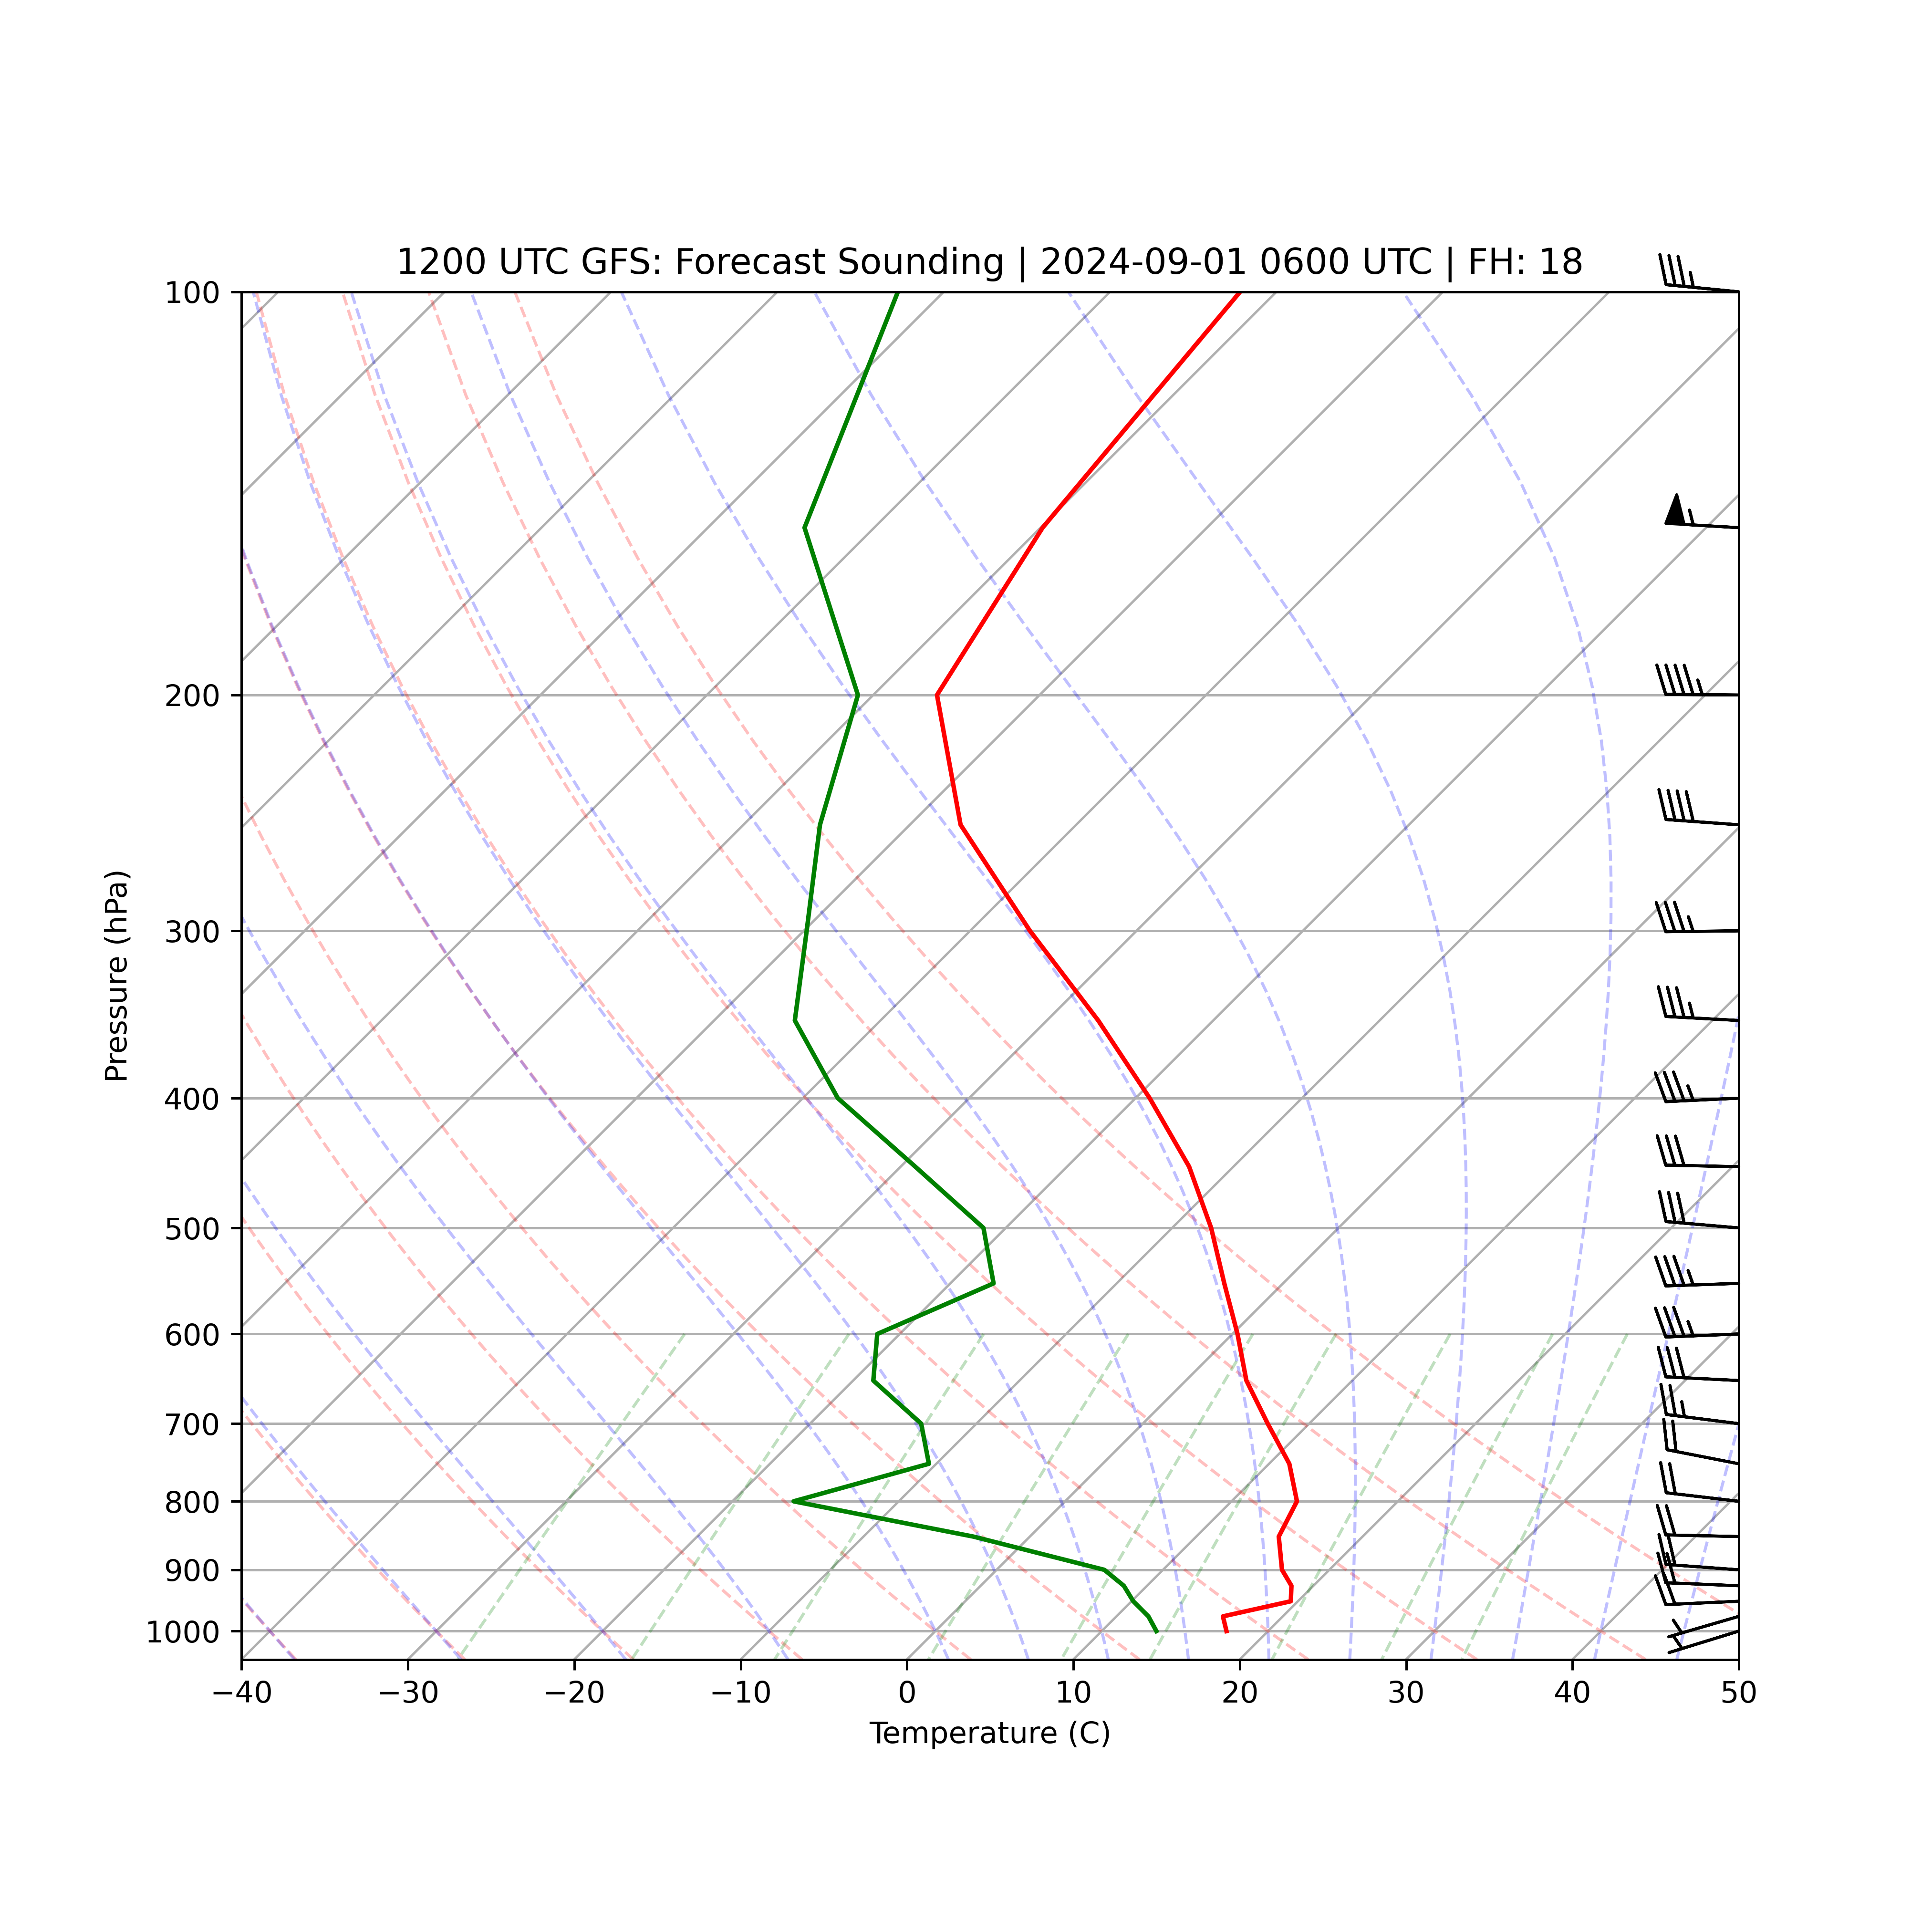 1200 UTC GFS: Forecast Sounding | 2024-09-01 0600 UTC | FH: 18
100
200
300
400
500
600
700
800
900
1000
Pressure (hPa)
−40 −30 −20 −10 0 10 20 30 40 50
Temperature (C)